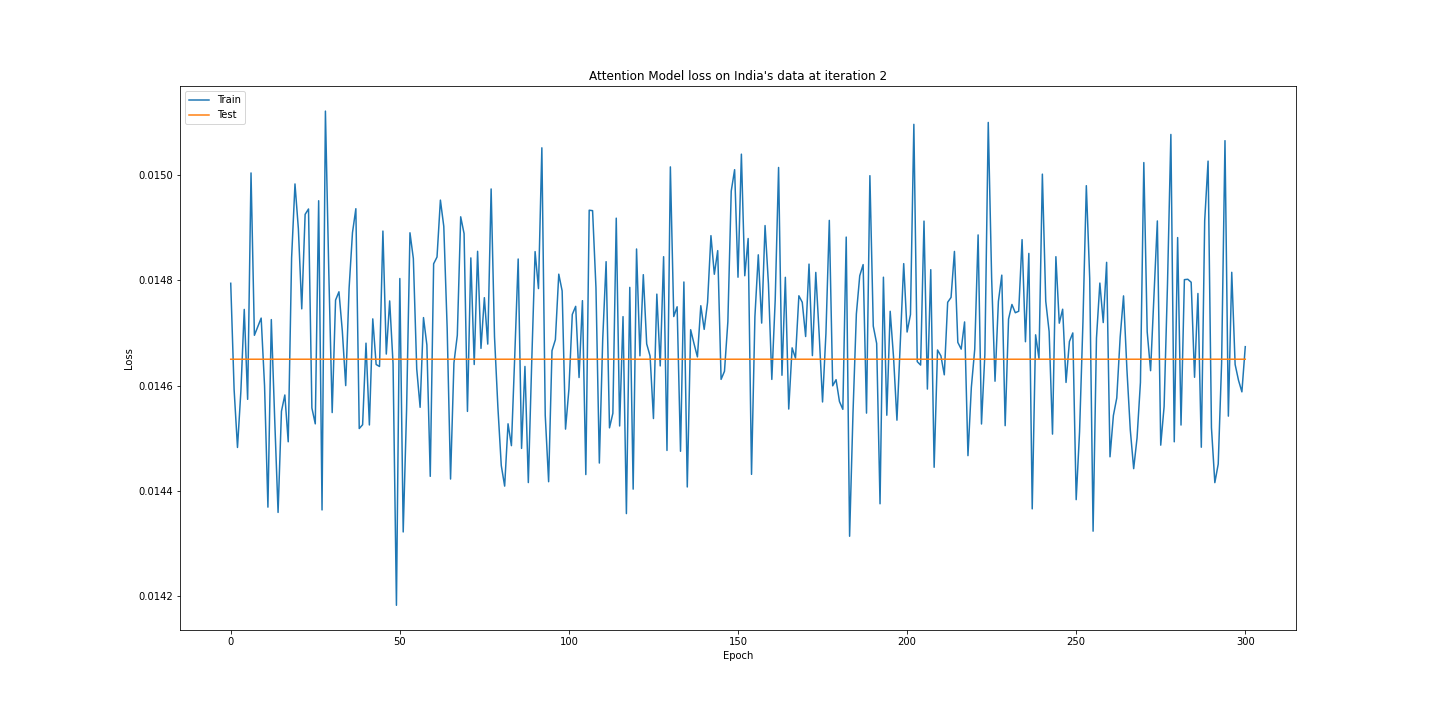 Attention Model loss on India's data at iteration 2
Train
Test
0.0150
0.0148
0.0146
0.0144
0.0142
Loss
0 50 100 150 200 250 300
Epoch